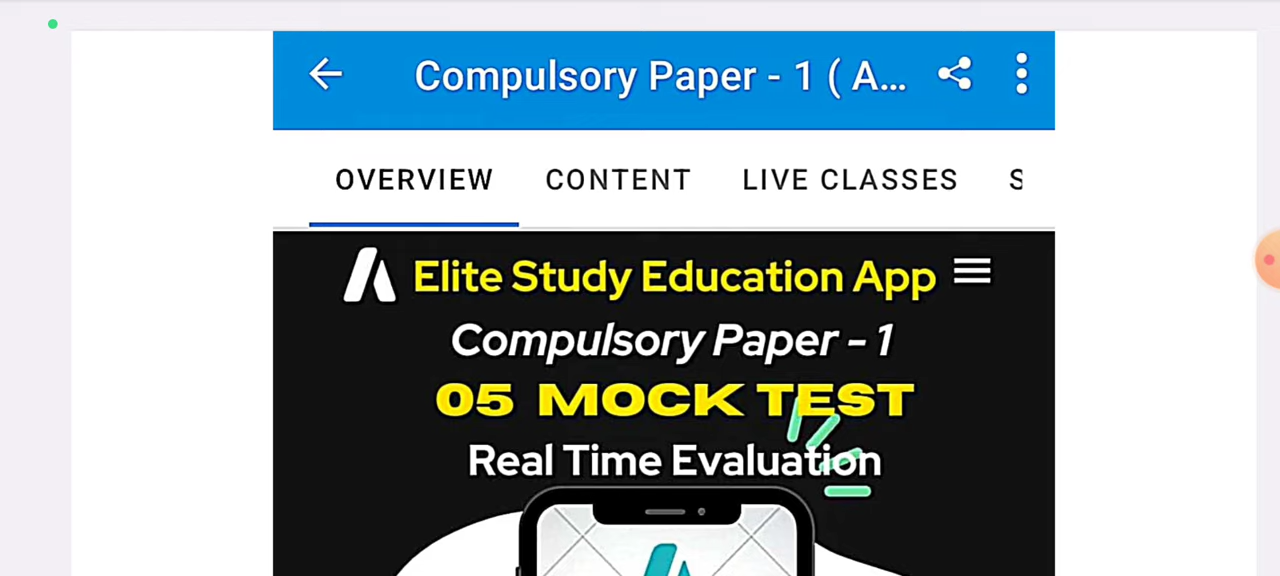 Compulsory Paper - 1 ( A...
OVERVIEW CONTENT LIVE CLASSES S
Elite Study Education App
Compulsory Paper - 1
05 MOCK TEST
Real Time Evaluation